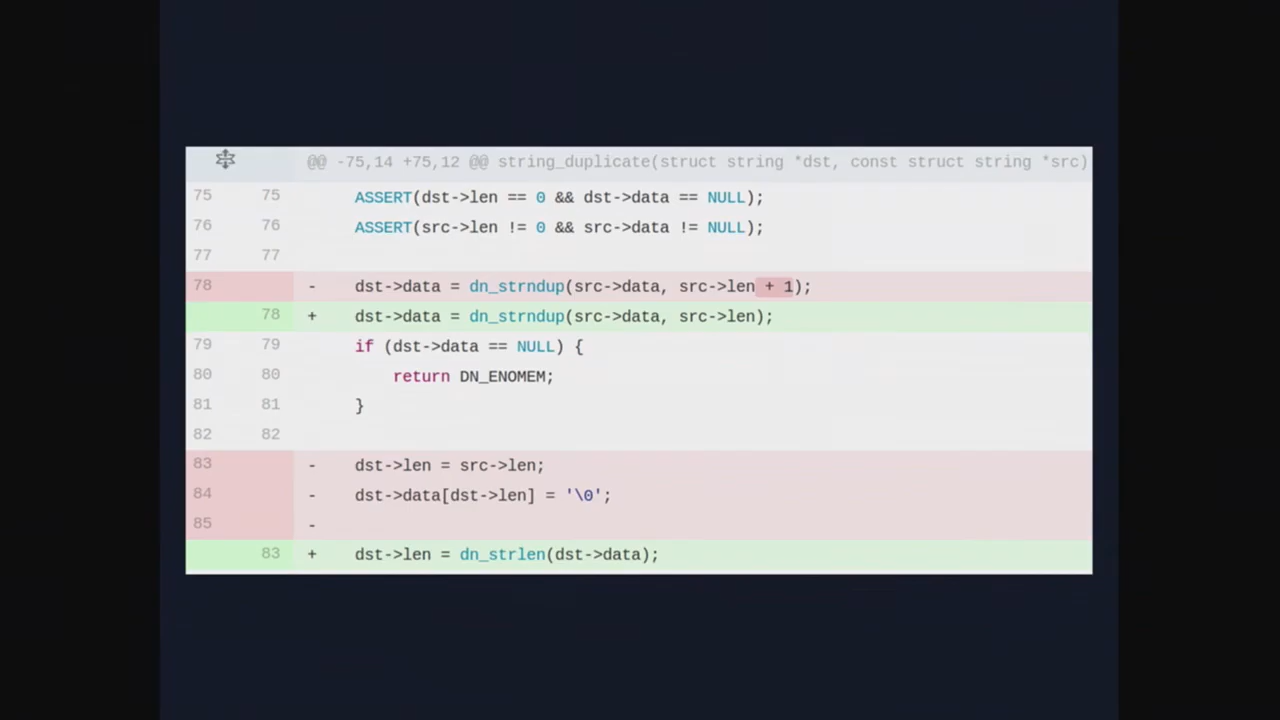 @@ -75,14 +75,12 @@ string_duplicate(struct string *dst, const struct string *src)
75 75 ASSERT(dst->len == 0 && dst->data == NULL);
76 76 ASSERT(src->len != 0 && src->data != NULL);
77 77
78 - dst->data = dn_strndup(src->data, src->len + 1);
78 + dst->data = dn_strndup(src->data, src->len);
79 79 if (dst->data == NULL) {
80 80 return DN_ENOMEM;
81 81 }
82 82
83 - dst->len = src->len;
84 - dst->data[dst->len] = '\0';
85 -
83 + dst->len = dn_strlen(dst->data);